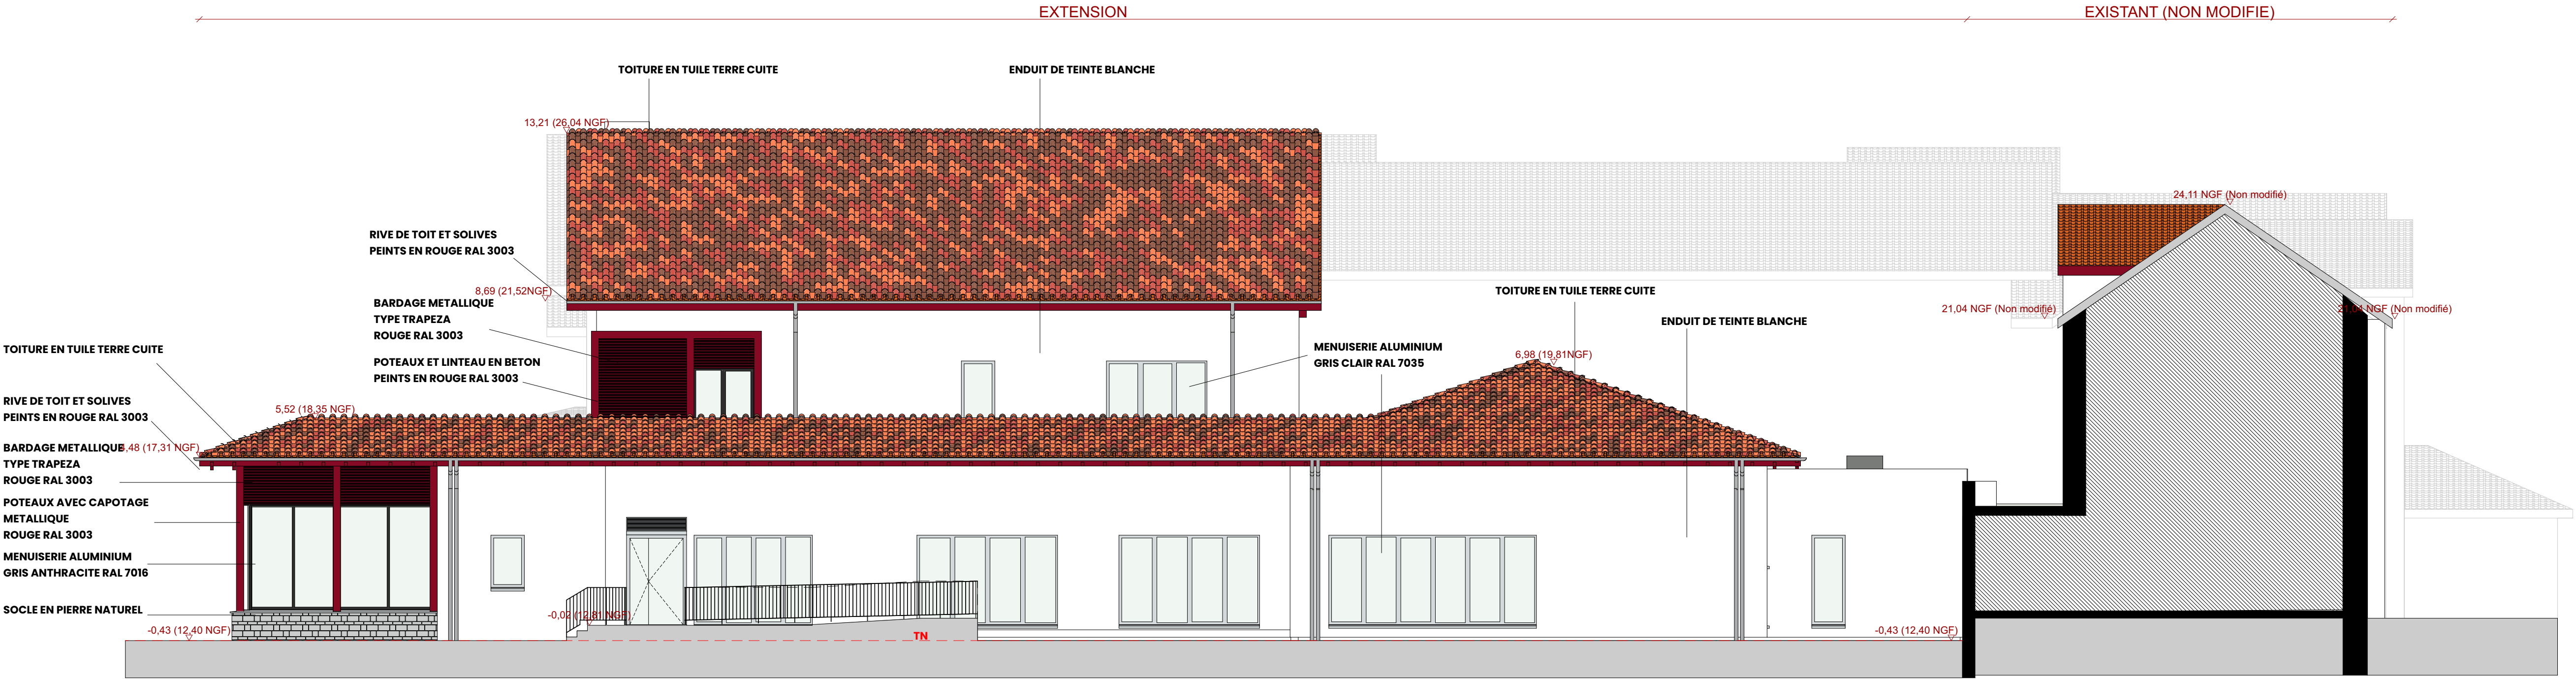 EXTENSION
EXISTANT (NON MODIFIE)
TOITURE EN TUILE TERRE CUITE
ENDUIT DE TEINTE BLANCHE
13,21 (26,04 NGF)
24,11 NGF (Non modifié)
RIVE DE TOIT ET SOLIVES
PEINTS EN ROUGE RAL 3003
8,69 (21,52NGF)
BARDAGE METALLIQUE
TYPE TRAPEZA
ROUGE RAL 3003
TOITURE EN TUILE TERRE CUITE
21,04 NGF (Non modifié)
NGF (Non modifié)
ENDUIT DE TEINTE BLANCHE
TOITURE EN TUILE TERRE CUITE
POTEAUX ET LINTEAU EN BETON
PEINTS EN ROUGE RAL 3003
MENUISERIE ALUMINIUM
GRIS CLAIR RAL 7035
6,98 (19,81NGF)
RIVE DE TOIT ET SOLIVES
PEINTS EN ROUGE RAL 3003
5,52 (18,35 NGF)
BARDAGE METALLIQUE
TYPE TRAPEZA
ROUGE RAL 3003
,48 (17,31 NGF)
POTEAUX AVEC CAPOTAGE
METALLIQUE
ROUGE RAL 3003
MENUISERIE ALUMINIUM
GRIS ANTHRACITE RAL 7016
SOCLE EN PIERRE NATUREL
-0,02 (12,81 NGF)
-0,43 (12,40 NGF)
TN
-0,43 (12,40 NGF)